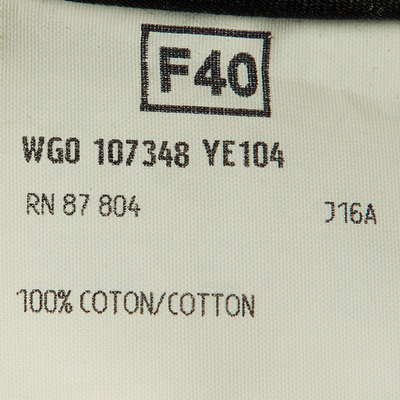 F40
WGO 107348 YE104
RN 87 804 J16A
100% COTON/COTTON